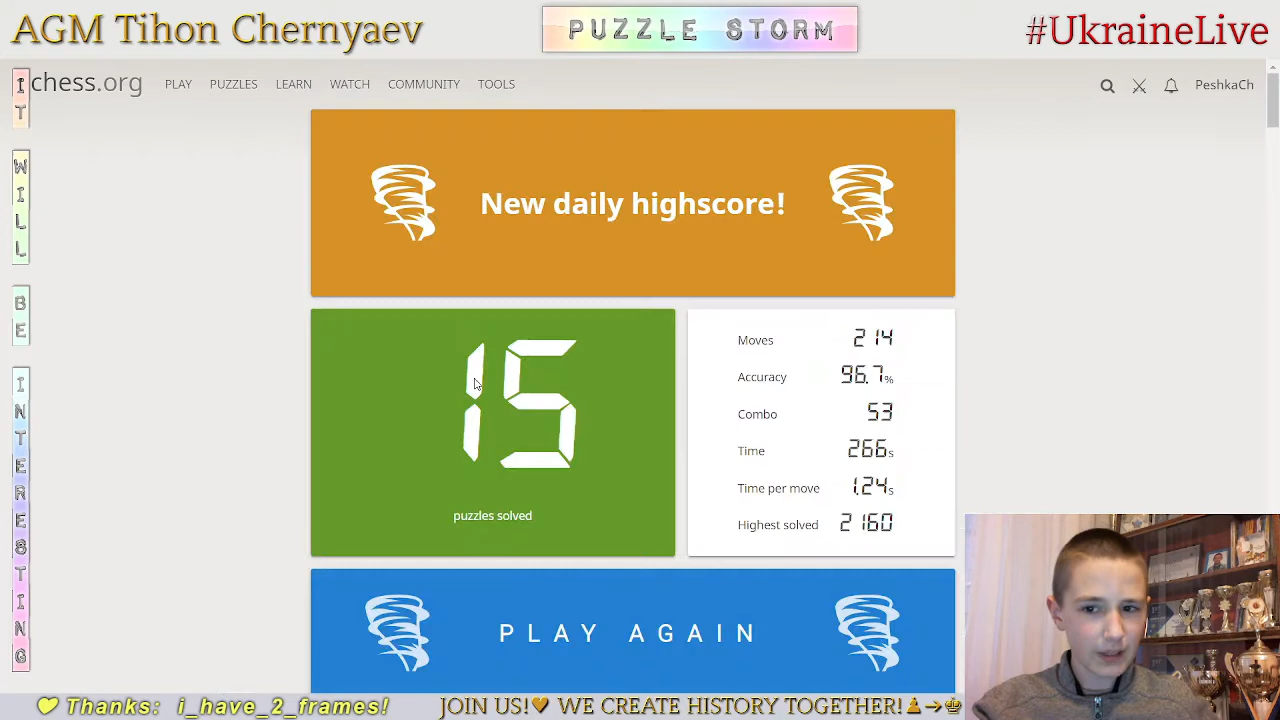 AGM Tihon Chernyaev
PUZZLE STORM
#UkraineLive
chess.org
PLAY
PUZZLES
LEARN
WATCH
COMMUNITY
TOOLS
PeshkaCh
IT WILL BE INTERESTING
New daily highscore!
15
puzzles solved
Moves 214
Accuracy 96.7%
Combo 53
Time 266s
Time per move 1.24s
Highest solved 2160
PLAY AGAIN
Thanks: i_have_2_frames!
JOIN US! WE CREATE HISTORY TOGETHER!